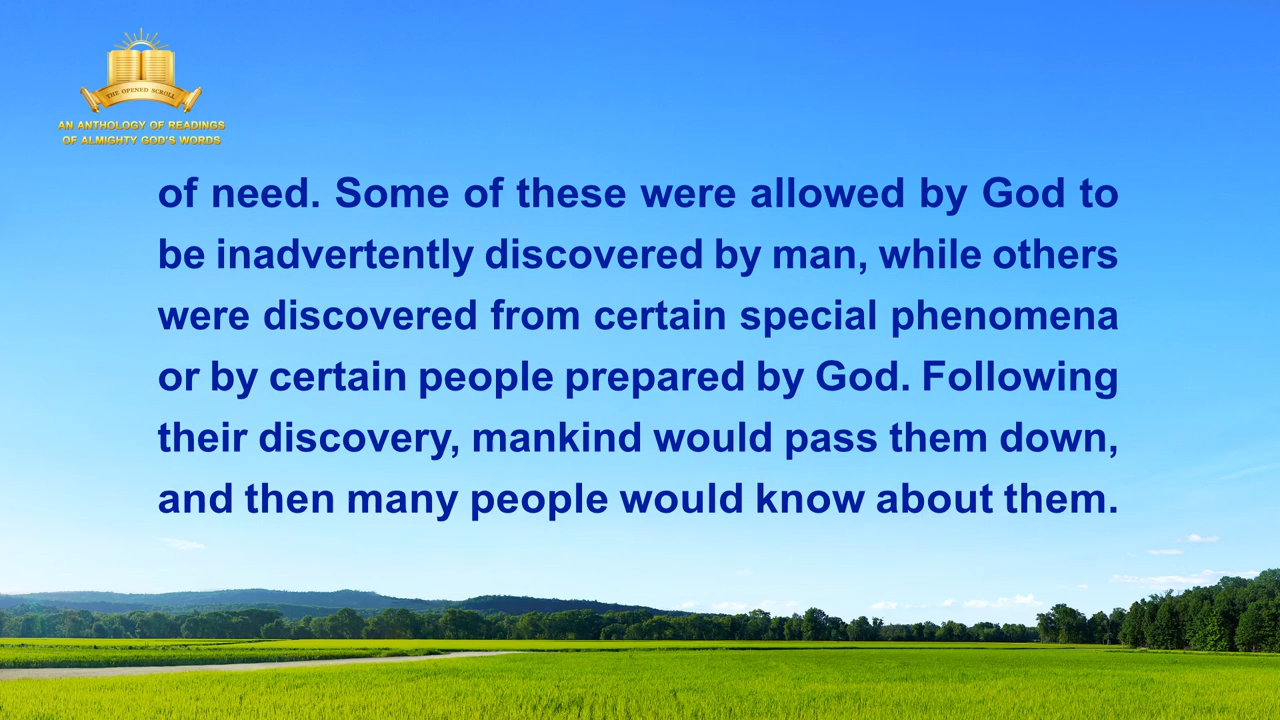 THE OPENED SCROLL
AN ANTHOLOGY OF READINGS
OF ALMIGHTY GOD'S WORDS
of need. Some of these were allowed by God to
be inadvertently discovered by man, while others
were discovered from certain special phenomena
or by certain people prepared by God. Following
their discovery, mankind would pass them down,
and then many people would know about them.